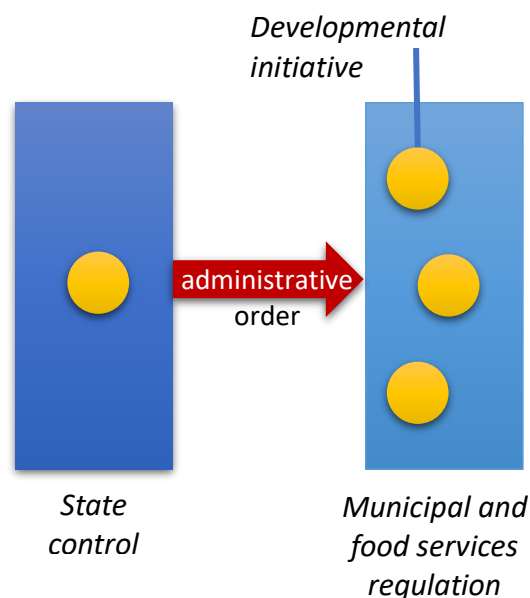 Developmental
initiative
administrative
order
State
control
Municipal and
food services
regulation